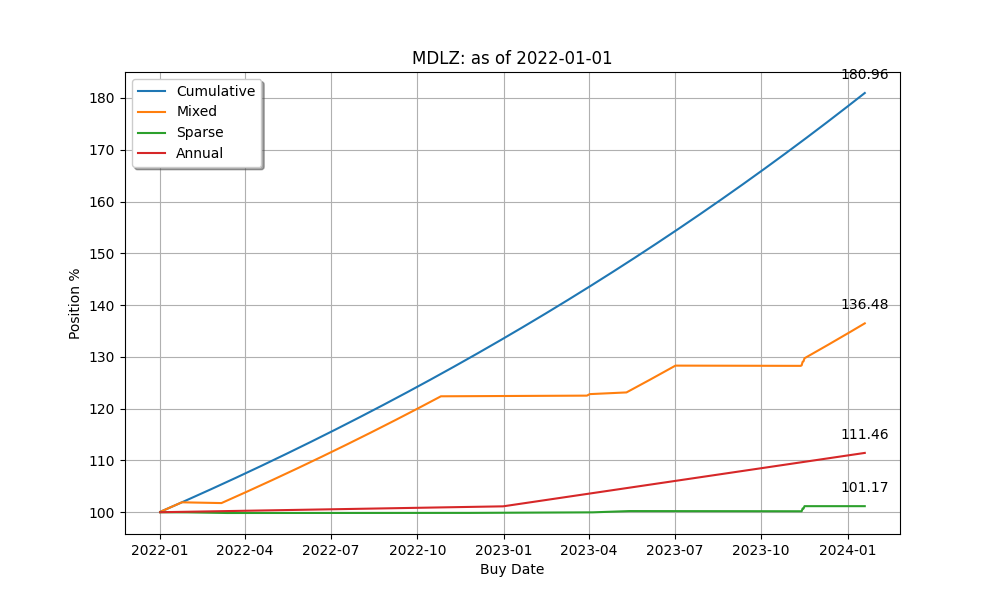 MDLZ: as of 2022-01-01
Cumulative
Mixed
Sparse
Annual
180.96
136.48
111.46
101.17
Position %
180
170
160
150
140
130
120
110
100
2022-01 2022-04 2022-07 2022-10 2023-01 2023-04 2023-07 2023-10 2024-01
Buy Date